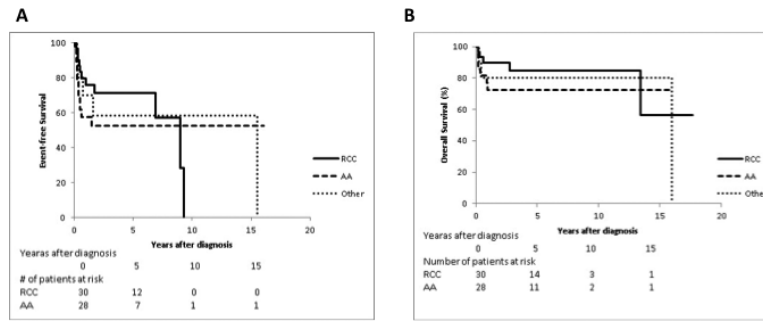 A
B
100
80
60
40
20
0
Event-free Survival
0 5 10 15 20
Years after diagnosis
RCC
AA
Other
Yearas after diagnosis
0 5 10 15
# of patients at risk
RCC 30 12 0 0
AA 28 7 1 1
100
80
60
40
20
0
Overall Survival (%)
0 5 10 15 20
Years after diagnosis
RCC
AA
Other
Yearas after diagnosis
0 5 10 15
Number of patients at risk
RCC 30 14 3 1
AA 28 11 2 1